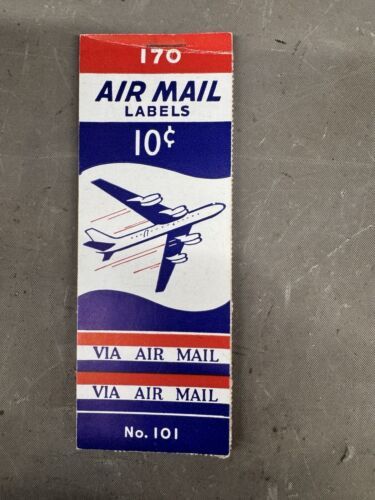 170
AIR MAIL
LABELS
10¢
VIA AIR MAIL
VIA AIR MAIL
No. 101